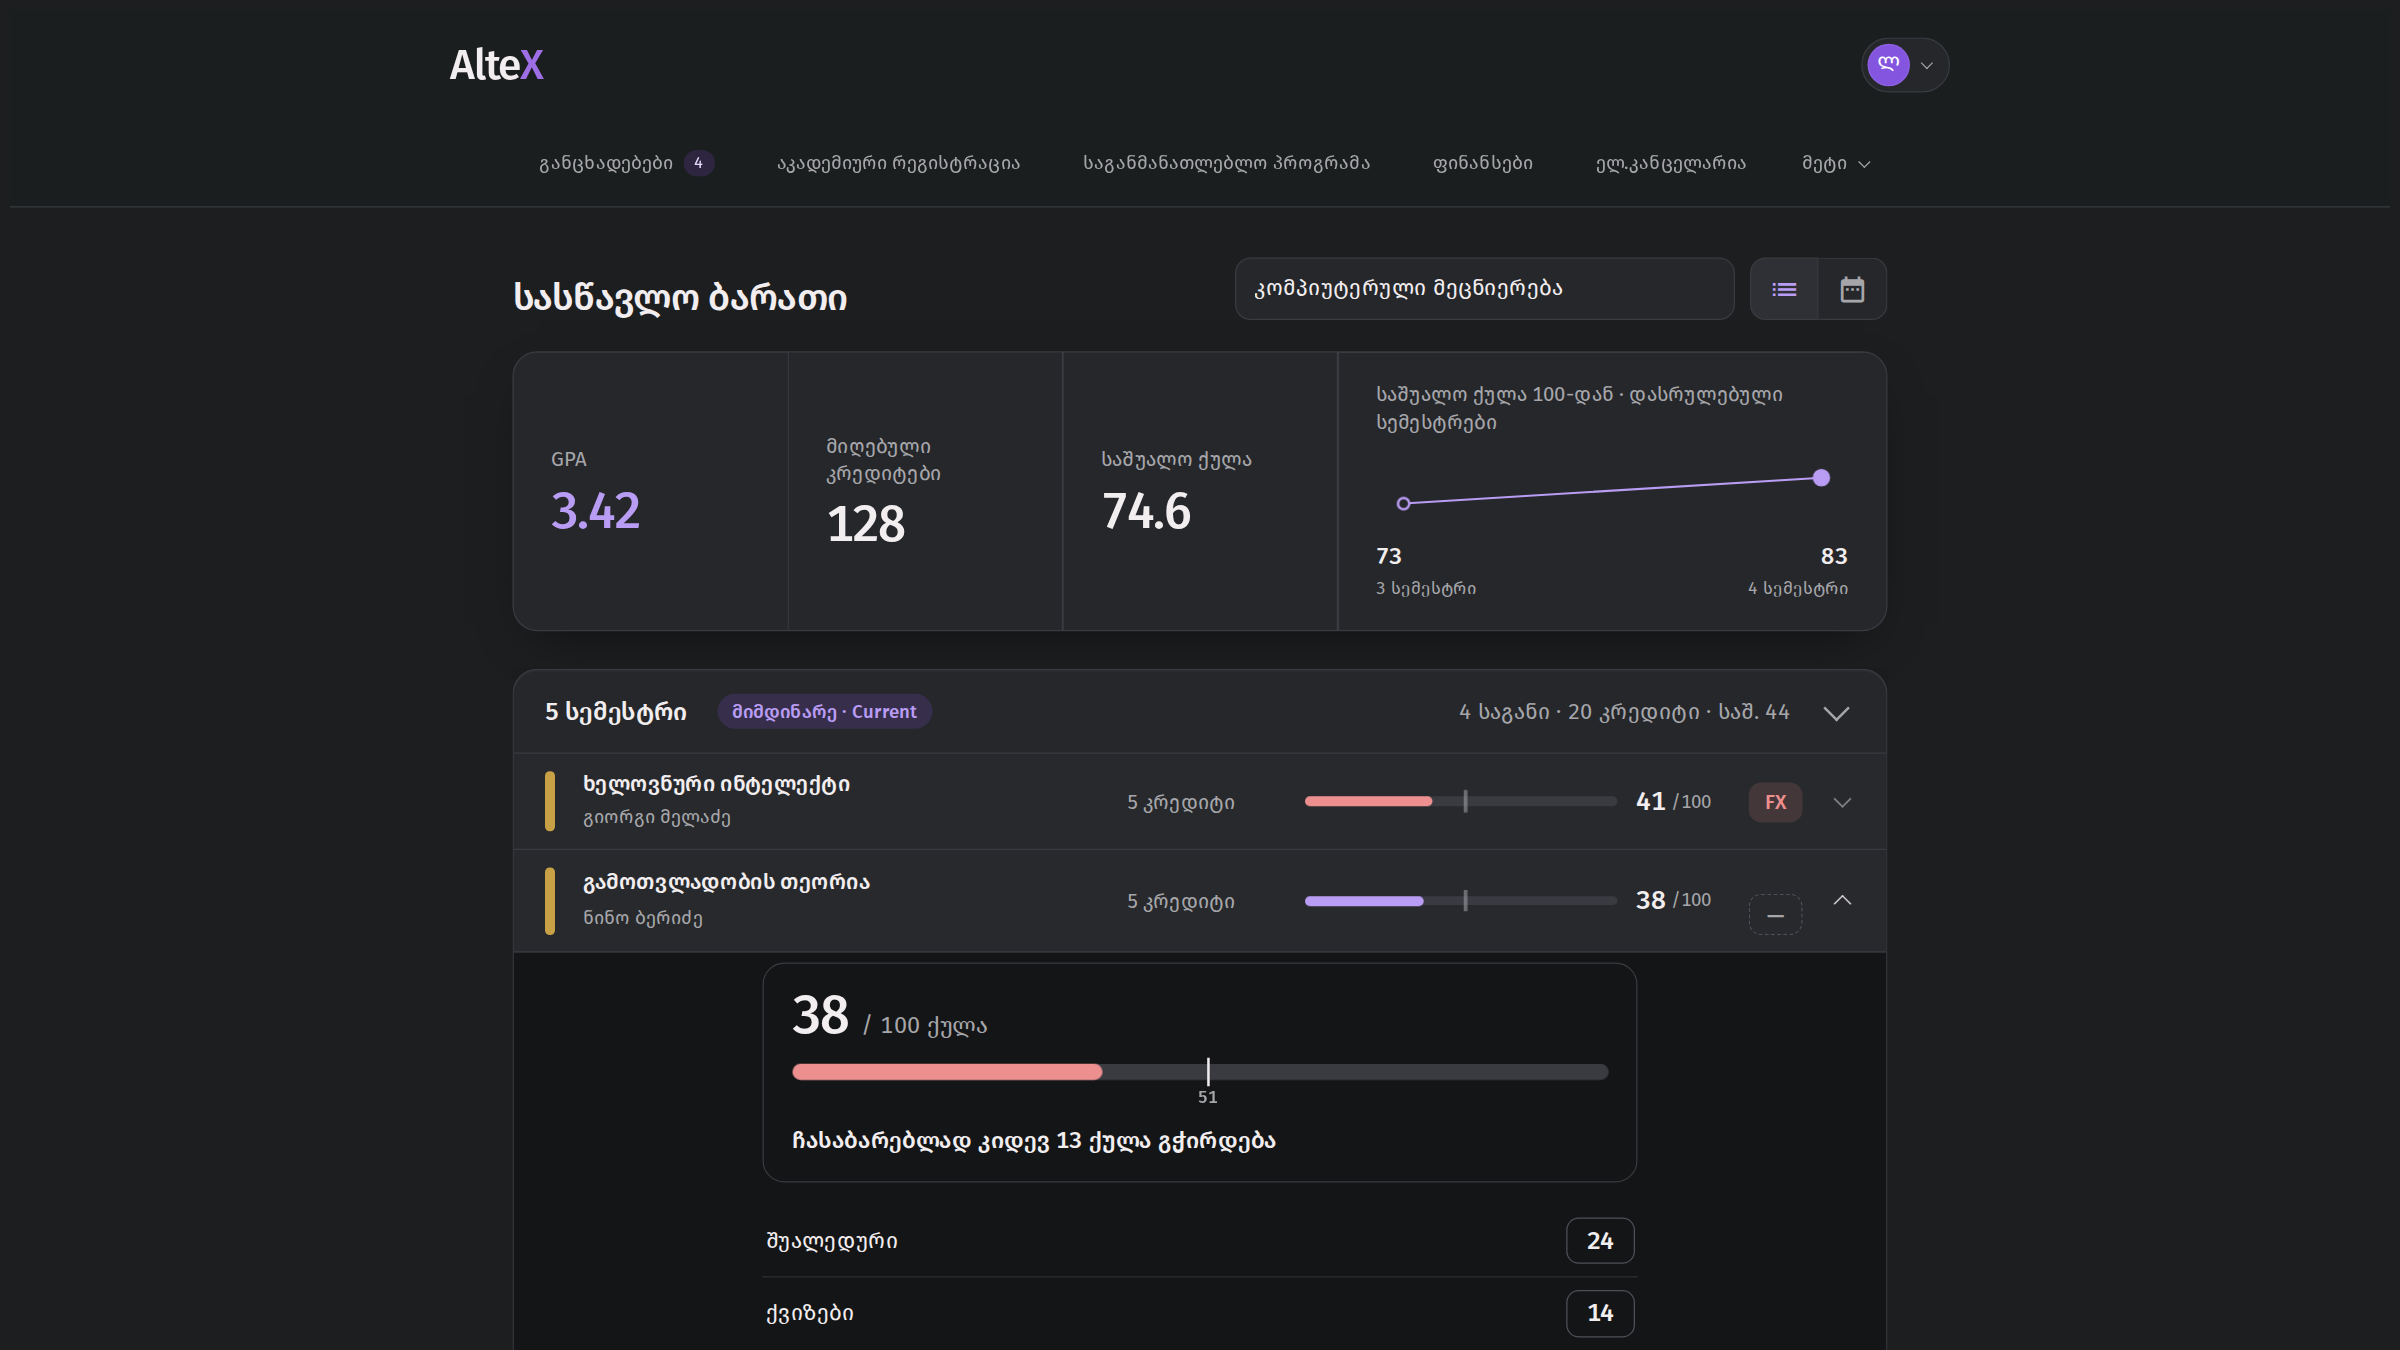 AlteX
ლ
განცხადებები 4
აკადემიური რეგისტრაცია
საგანმანათლებლო პროგრამა
ფინანსები
ელ.კანცელარია
მეტი
სასწავლო ბარათი
კომპიუტერული მეცნიერება
GPA
3.42
მიღებული
კრედიტები
128
საშუალო ქულა
74.6
საშუალო ქულა 100-დან · დასრულებული
სემესტრები
73
83
3 სემესტრი
4 სემესტრი
5 სემესტრი
მიმდინარე · Current
4 საგანი · 20 კრედიტი · საშ. 44
ხელოვნური ინტელექტი
გიორგი მელაძე
5 კრედიტი
41 /100
FX
გამოთვლადობის თეორია
ნინო ბერიძე
5 კრედიტი
38 /100
—
38 / 100 ქულა
51
ჩასაბარებლად კიდევ 13 ქულა გჭირდება
შუალედური
24
ქვიზები
14